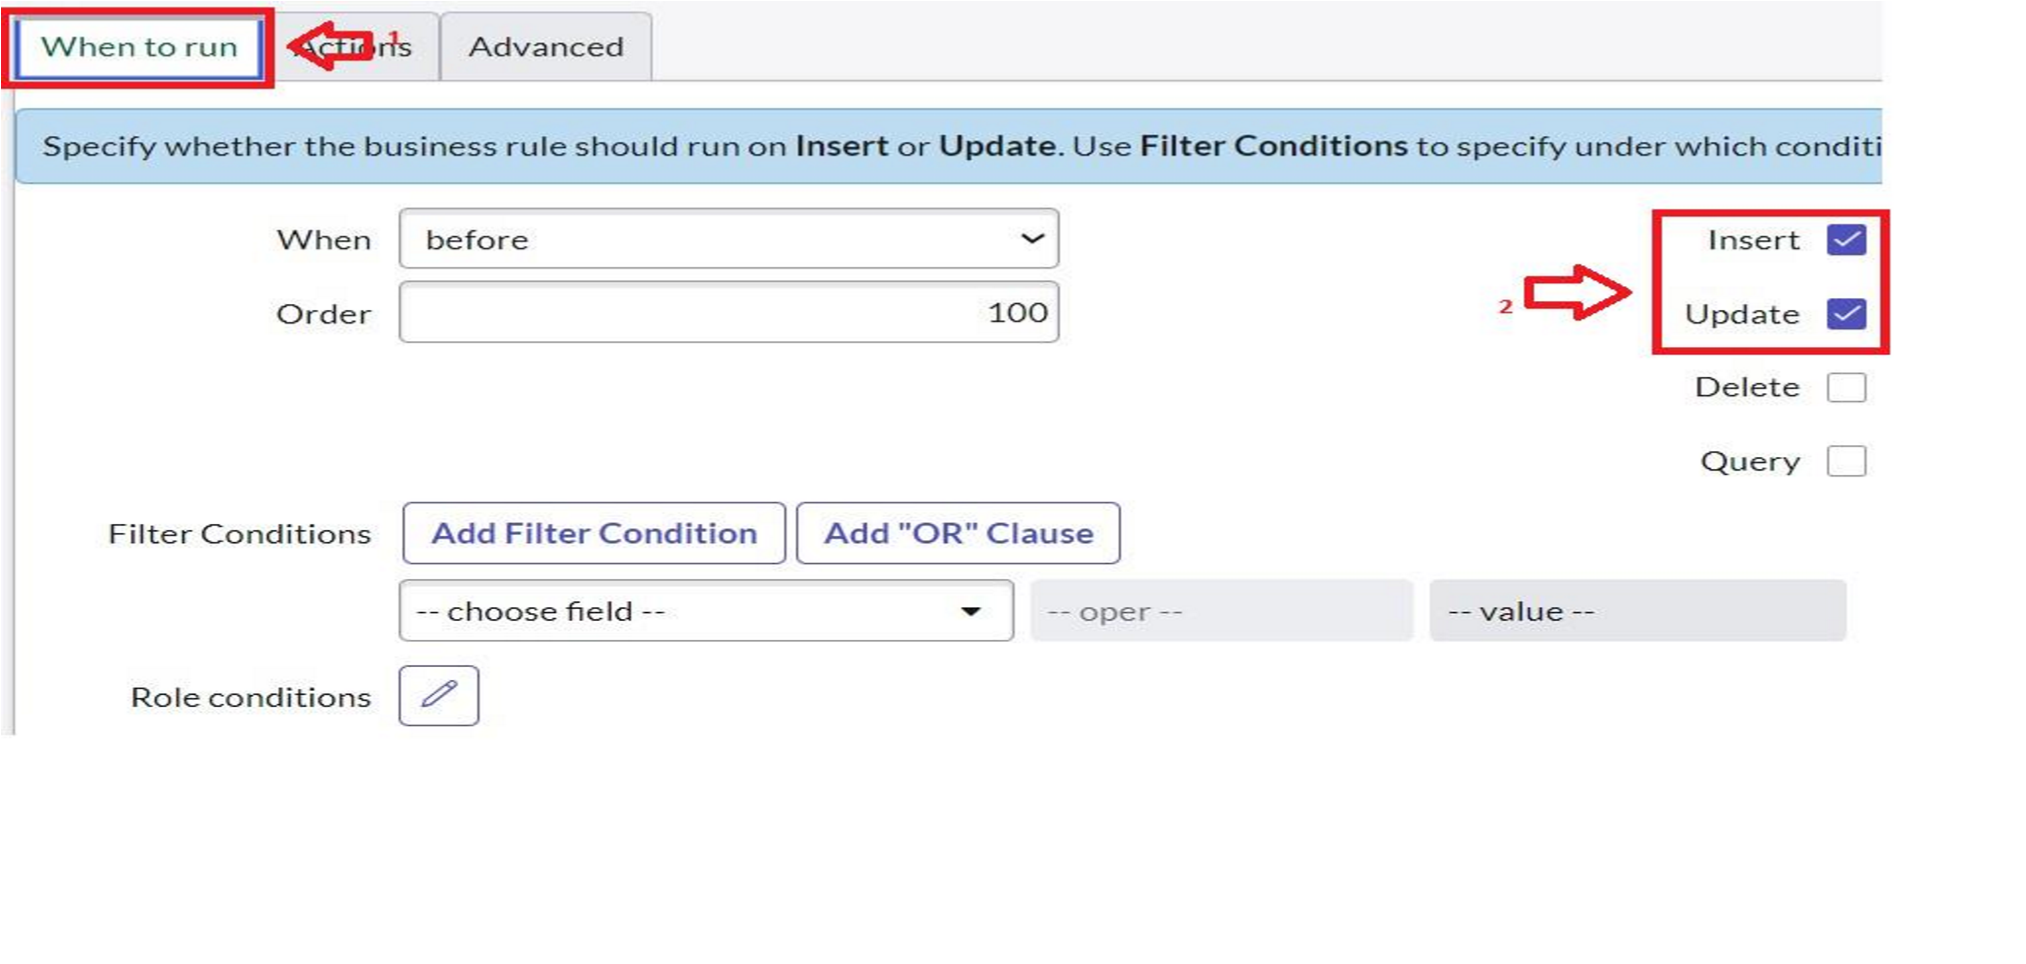 When to run 1 Actions Advanced
Specify whether the business rule should run on Insert or Update. Use Filter Conditions to specify under which conditi
When before Insert
2
Order 100 Update
Delete
Query
Filter Conditions Add Filter Condition Add "OR" Clause
-- choose field -- -- oper -- -- value --
Role conditions